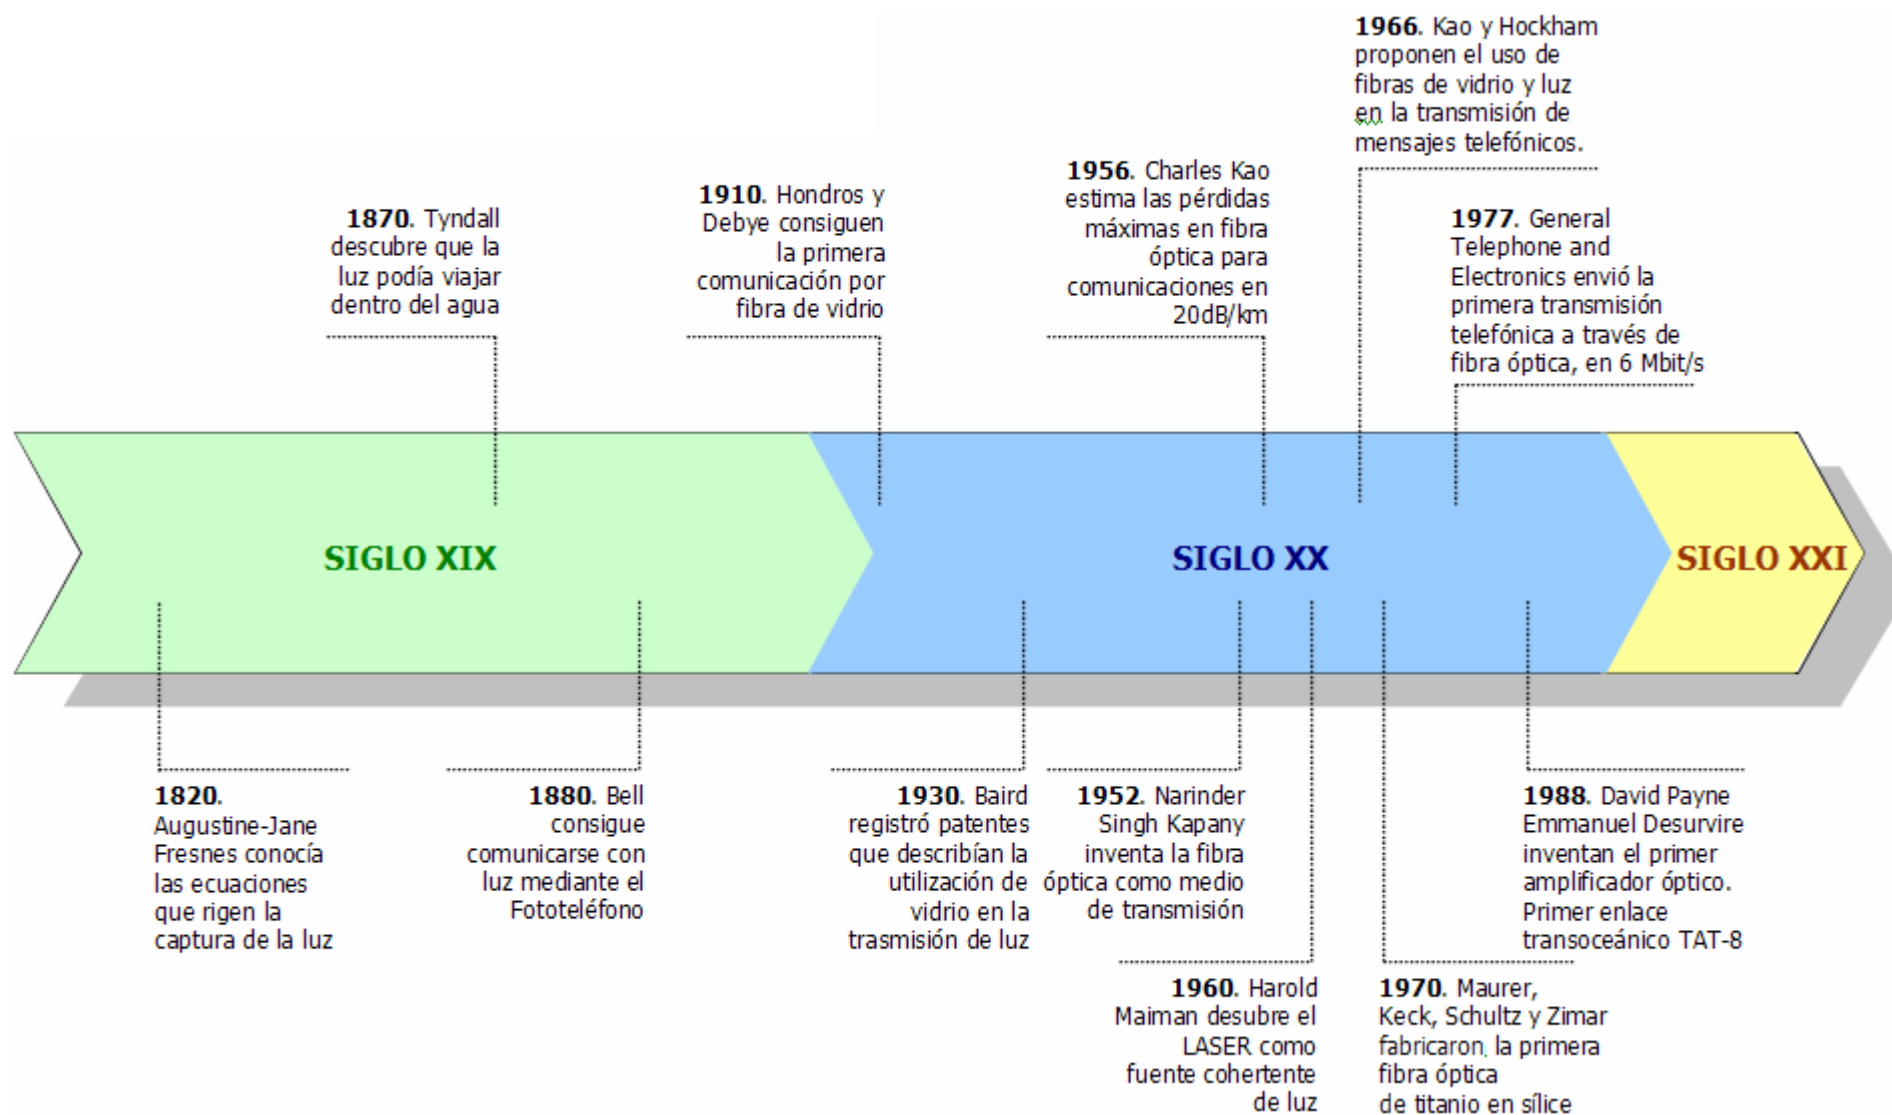 1966. Kao y Hockham
proponen el uso de
fibras de vidrio y luz
en la transmisión de
mensajes telefónicos.
1956. Charles Kao
estima las pérdidas
máximas en fibra
óptica para
comunicaciones en
20dB/km
1910. Hondros y
Debye consiguen
la primera
comunicación por
fibra de vidrio
1870. Tyndall
descubre que la
luz podía viajar
dentro del agua
1977. General
Telephone and
Electronics envió la
primera transmisión
telefónica a través de
fibra óptica, en 6 Mbit/s
SIGLO XIX
SIGLO XX
SIGLO XXI
1820.
Augustine-Jane
Fresnes conocía
las ecuaciones
que rigen la
captura de la luz
1880. Bell
consigue
comunicarse con
luz mediante el
Fototeléfono
1930. Baird
registró patentes
que describían la
utilización de
vidrio en la
trasmisión de luz
1952. Narinder
Singh Kapany
inventa la fibra
óptica como medio
de transmisión
1988. David Payne
Emmanuel Desurvire
inventan el primer
amplificador óptico.
Primer enlace
transoceánico TAT-8
1960. Harold
Maiman desubre el
LASER como
fuente cohertente
de luz
1970. Maurer,
Keck, Schultz y Zimar
fabricaron, la primera
fibra óptica
de titanio en sílice